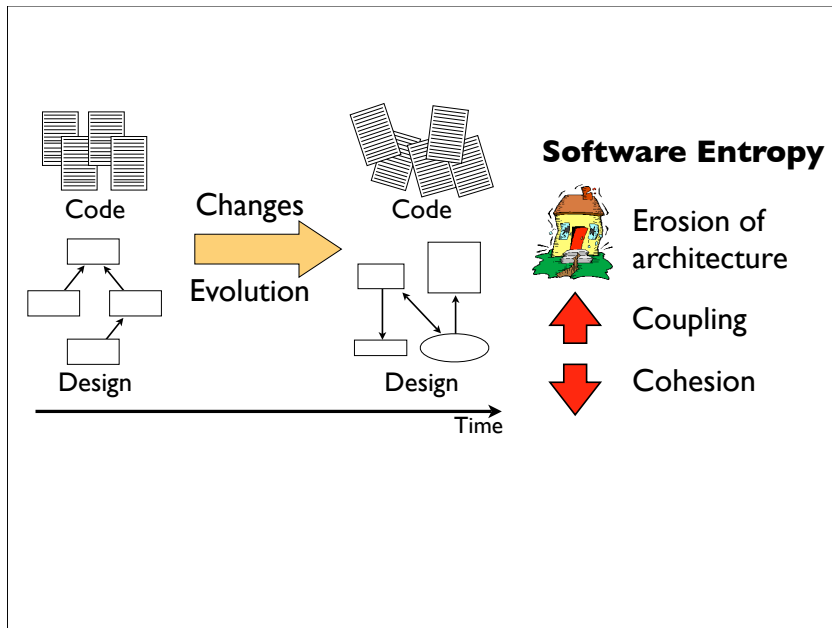 Code
Changes
Evolution
Code
Design
Design
Time
Software Entropy
Erosion of
architecture
Coupling
Cohesion